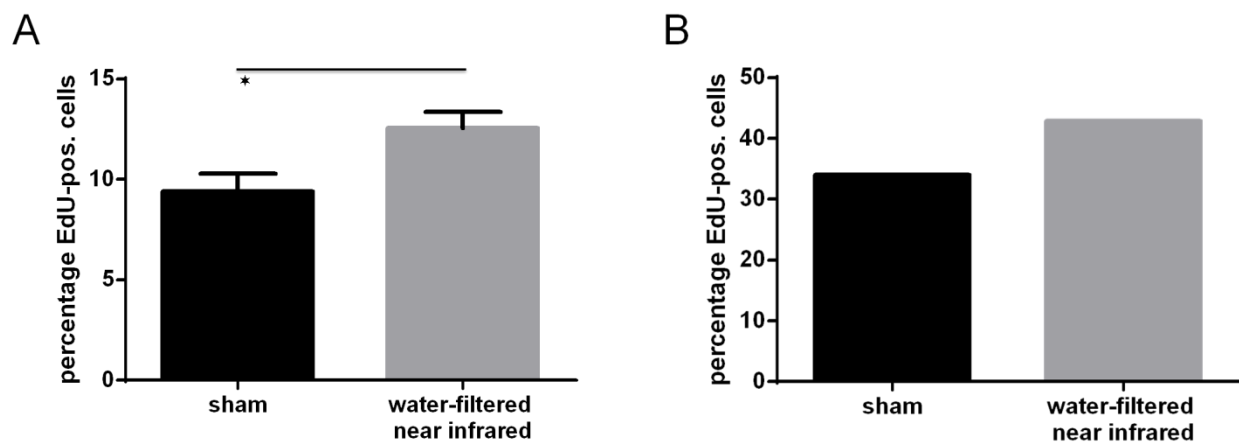 A
percentage EdU-pos. cells
15
*
10
5
0
sham
water-filtered
near infrared
B
percentage EdU-pos. cells
50
40
30
20
10
0
sham
water-filtered
near infrared